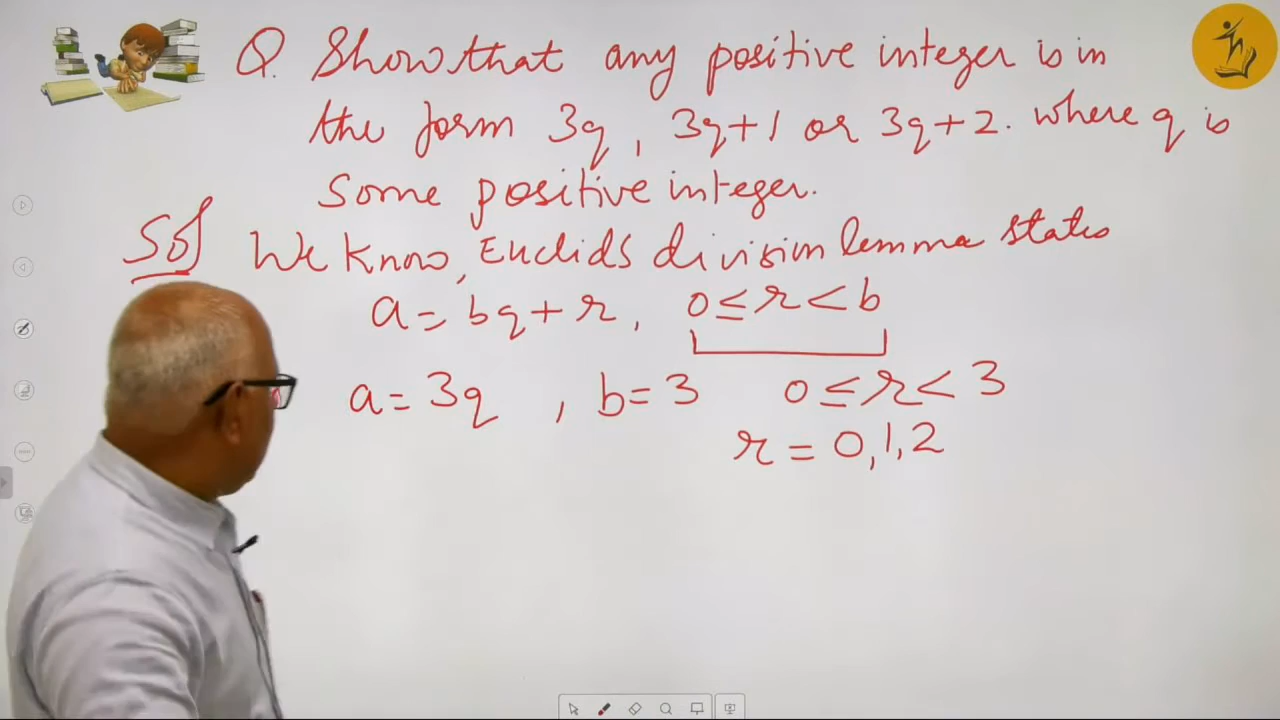 Q. Show that any positive integer is in
the form 3q, 3q+1 or 3q+2. where q is
some positive integer.
Sol We know, Euclids division lemma states
a = bq + r, 0 ≤ r < b
a = 3q , b = 3 0 ≤ r < 3
r = 0, 1, 2